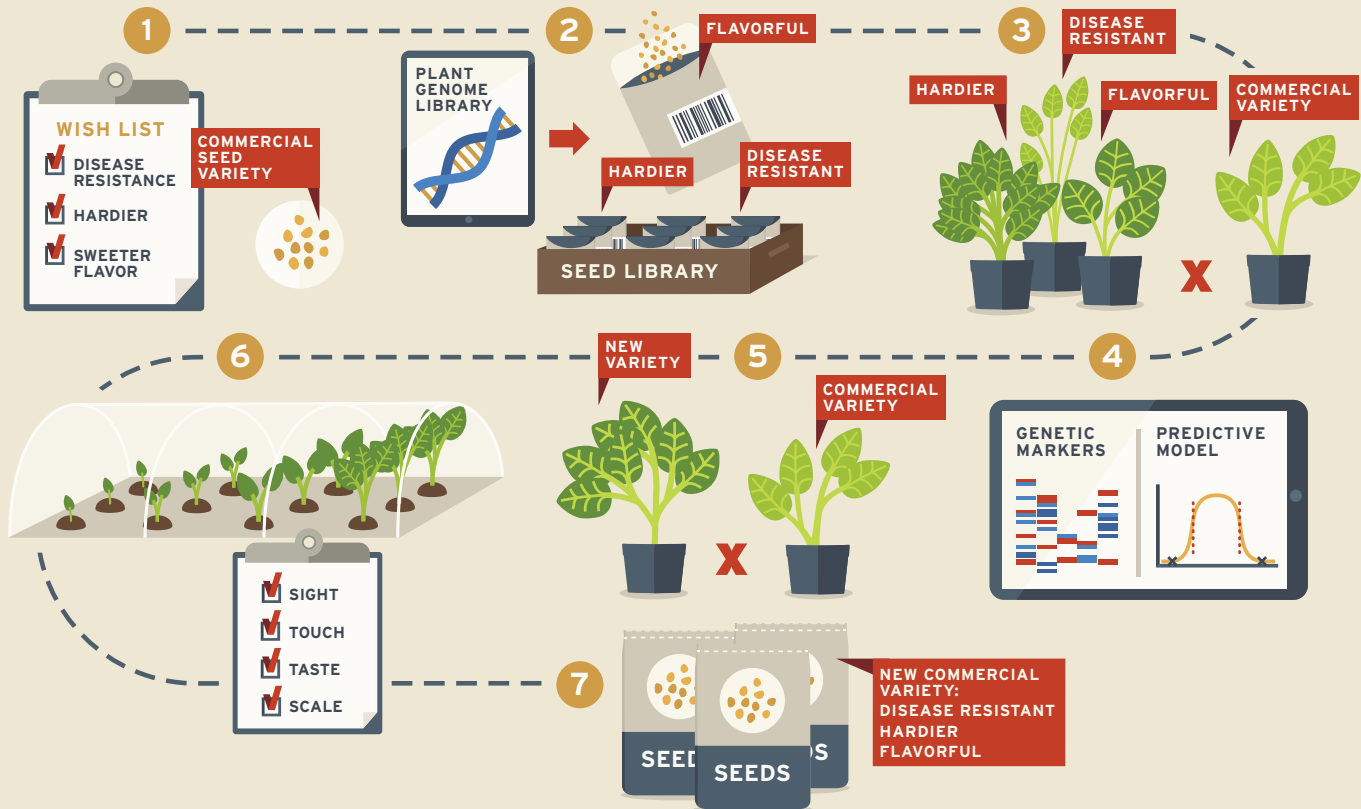 1
WISH LIST
DISEASE
RESISTANCE
HARDIER
SWEETER
FLAVOR
COMMERCIAL
SEED
VARIETY
2
PLANT
GENOME
LIBRARY
FLAVORFUL
HARDIER
DISEASE
RESISTANT
SEED LIBRARY
3
DISEASE
RESISTANT
HARDIER
FLAVORFUL
COMMERCIAL
VARIETY
X
4
GENETIC
MARKERS
PREDICTIVE
MODEL
5
NEW
VARIETY
COMMERCIAL
VARIETY
X
6
SIGHT
TOUCH
TASTE
SCALE
7
SEED
SEEDS
DS
NEW COMMERCIAL
VARIETY:
DISEASE RESISTANT
HARDIER
FLAVORFUL